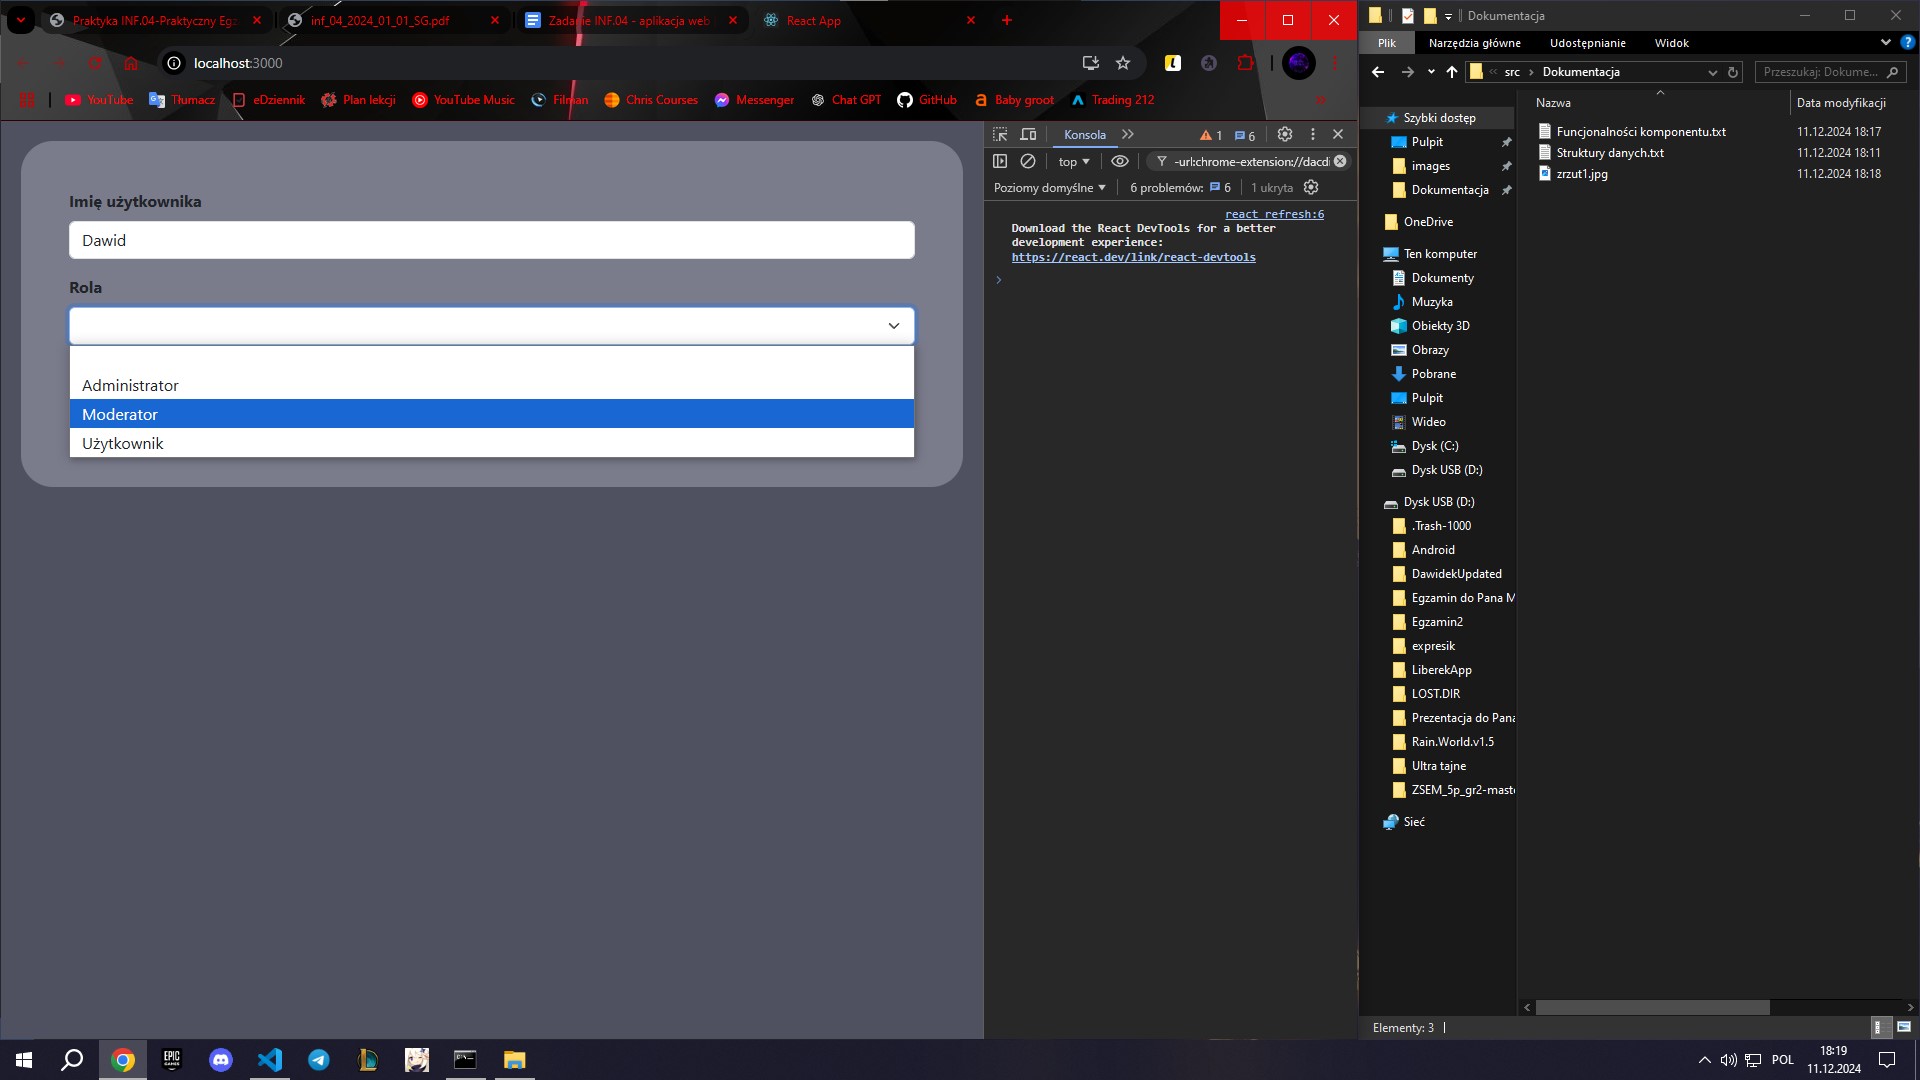 Praktyka INF.04-Praktyczny Egz
inf_04_2024_01_01_SG.pdf
Zadanie INF.04 - aplikacja web
React App
localhost:3000
YouTube
Tłumacz
eDziennik
Plan lekcji
YouTube Music
Filman
Chris Courses
Messenger
Chat GPT
GitHub
Baby groot
Trading 212
Imię użytkownika
Dawid
Rola
Administrator
Moderator
Użytkownik
Konsola
1
6
top
-url:chrome-extension://dacdi
Poziomy domyślne
6 problemów: 6
1 ukryta
react refresh:6
Download the React DevTools for a better
development experience:
https://react.dev/link/react-devtools
Dokumentacja
Plik
Narzędzia główne
Udostępnianie
Widok
src
Dokumentacja
Przeszukaj: Dokume...
Nazwa
Data modyfikacji
Funcjonalności komponentu.txt
11.12.2024 18:17
Struktury danych.txt
11.12.2024 18:11
zrzut1.jpg
11.12.2024 18:18
Szybki dostęp
Pulpit
images
Dokumentacja
OneDrive
Ten komputer
Dokumenty
Muzyka
Obiekty 3D
Obrazy
Pobrane
Pulpit
Wideo
Dysk (C:)
Dysk USB (D:)
Dysk USB (D:)
.Trash-1000
Android
DawidekUpdated
Egzamin do Pana M
Egzamin2
expresik
LiberekApp
LOST.DIR
Prezentacja do Pana
Rain.World.v1.5
Ultra tajne
ZSEM_5p_gr2-maste
Sieć
Elementy: 3
EPIC
GAMES
POL
18:19
11.12.2024